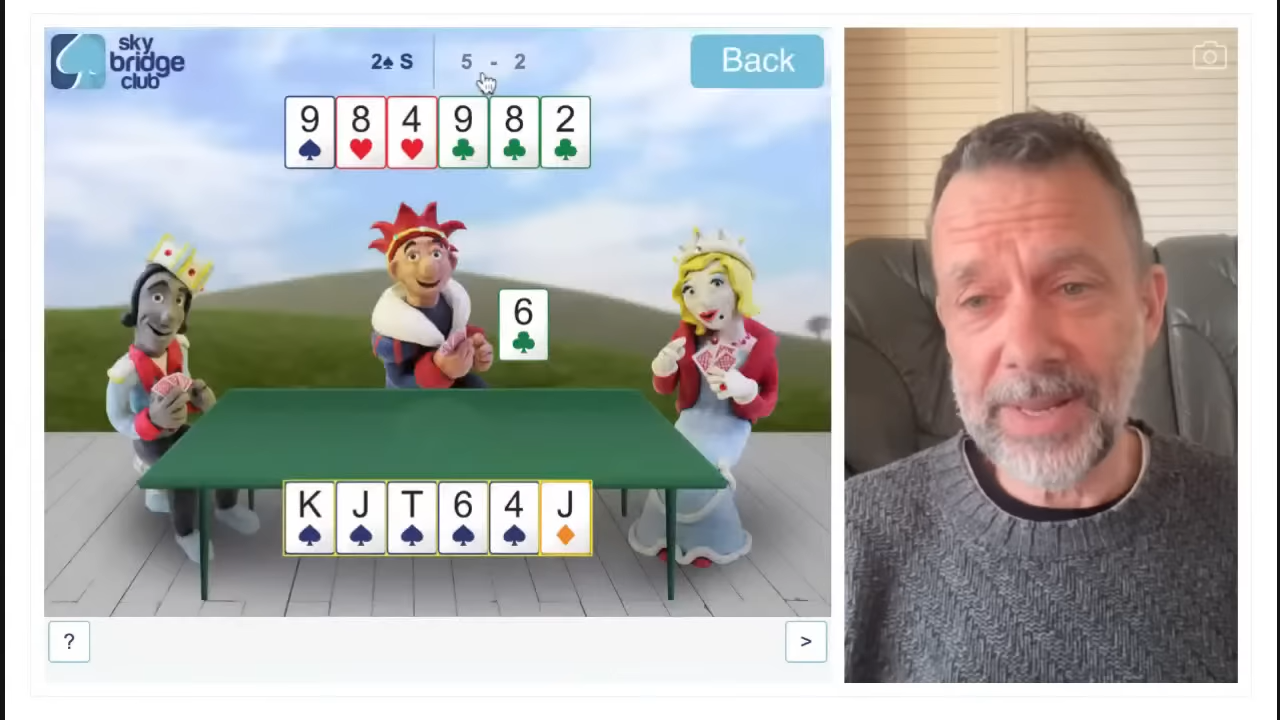 sky
bridge
club
2♠ S
5 - 2
Back
9♠ 8♥ 4♥ 9♣ 8♣ 2♣
6♣
K♠ J♠ T♠ 6♠ 4♠ J♦
?
>